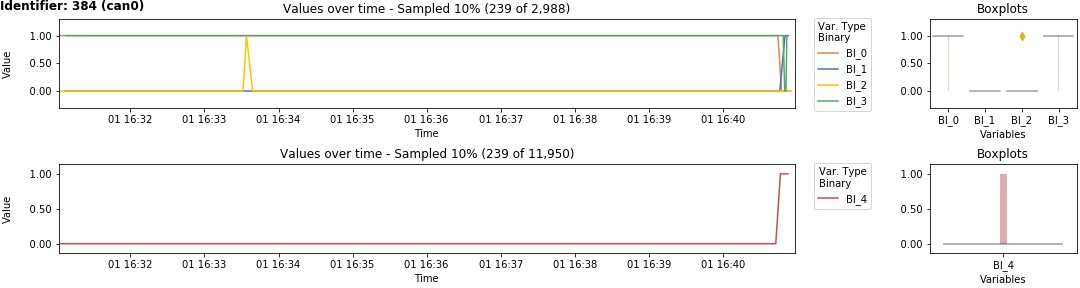 Identifier: 384 (can0)
Values over time - Sampled 10% (239 of 2,988)
Value
1.00
0.50
0.00
01 16:32 01 16:33 01 16:34 01 16:35 01 16:36 01 16:37 01 16:38 01 16:39 01 16:40
Time
Var. Type
Binary
BI_0
BI_1
BI_2
BI_3
Boxplots
1.00
0.50
0.00
BI_0 BI_1 BI_2 BI_3
Variables
Values over time - Sampled 10% (239 of 11,950)
Value
1.00
0.50
0.00
01 16:32 01 16:33 01 16:34 01 16:35 01 16:36 01 16:37 01 16:38 01 16:39 01 16:40
Time
Var. Type
Binary
BI_4
Boxplots
1.00
0.50
0.00
BI_4
Variables